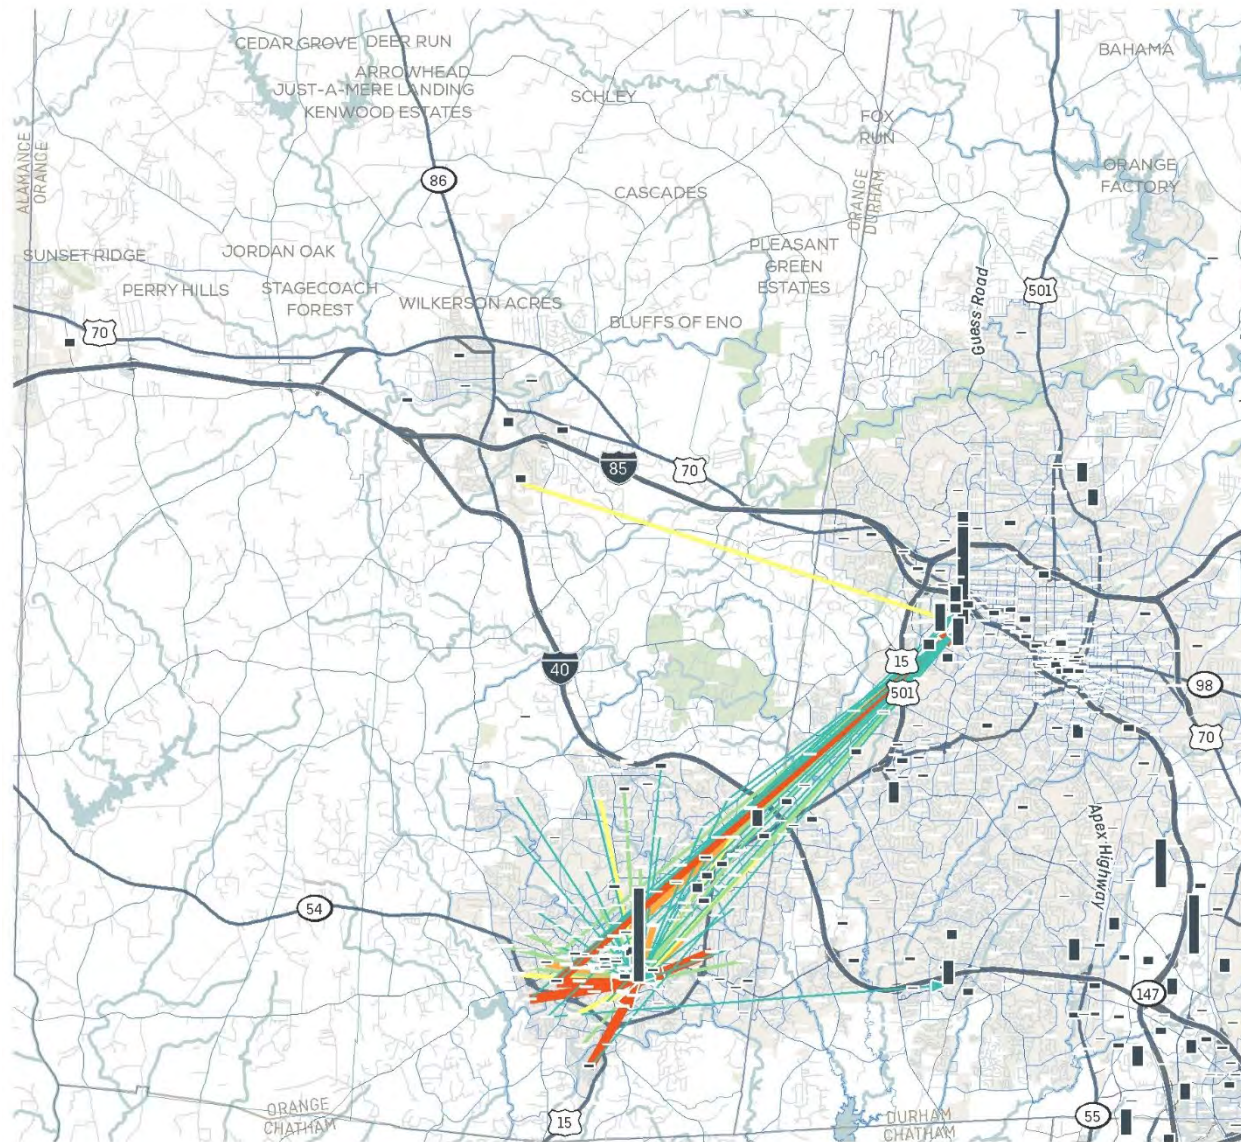 CEDAR GROVE
DEER RUN
BAHAMA
ARROWHEAD
JUST-A-MERE LANDING
KENWOOD ESTATES
SCHLEY
FOX
RUN
ALAMANCE
ORANGE
86
CASCADES
ORANGE
FACTORY
ORANGE
DURHAM
SUNSET RIDGE
JORDAN OAK
PLEASANT
GREEN
ESTATES
PERRY HILLS
STAGECOACH
FOREST
WILKERSON ACRES
501
Guess Road
BLUFFS OF ENO
70
85
70
15
40
501
98
70
Apex Highway
54
147
ORANGE
CHATHAM
15
DURHAM
CHATHAM
55